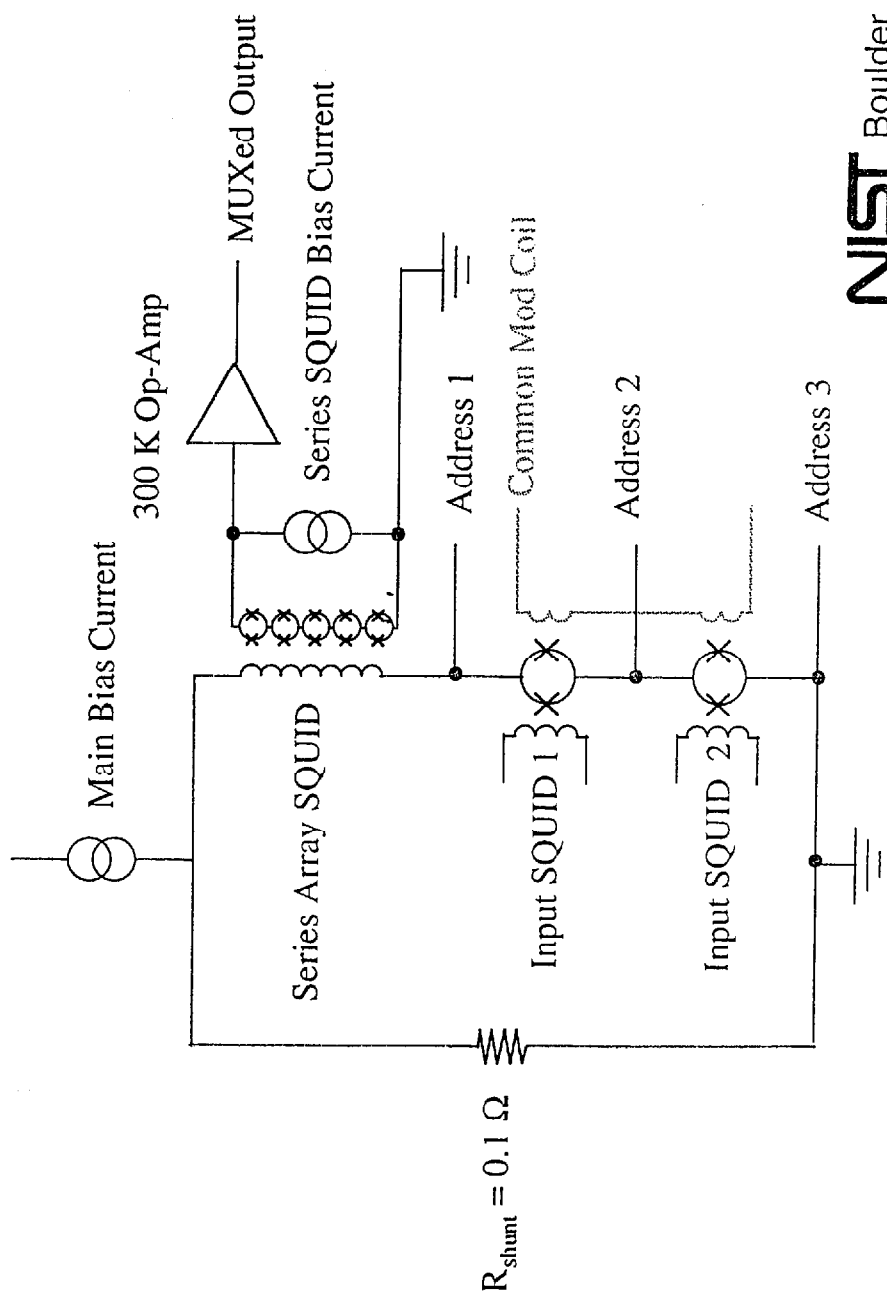 Main Bias Current
300 K Op-Amp
MUXed Output
Series Array SQUID
Series SQUID Bias Current
Address 1
R_shunt = 0.1 Ω
Input SQUID 1
Common Mod Coil
Address 2
Input SQUID 2
Address 3
NIST Boulder